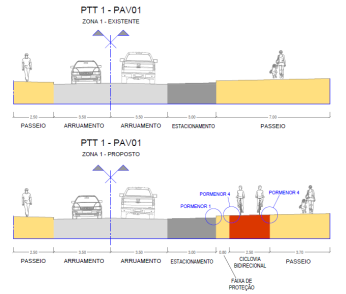 PTT 1 - PAV01
ZONA 1 - EXISTENTE
PASSEIO ARRUAMENTO ARRUAMENTO ESTACIONAMENTO PASSEIO
PTT 1 - PAV01
ZONA 1 - PROPOSTO
PORMENOR 4 PORMENOR 4
PORMENOR 1
PASSEIO ARRUAMENTO ARRUAMENTO ESTACIONAMENTO CICLOVIA PASSEIO
BIDIRECIONAL
FAIXA DE
PROTEÇÃO